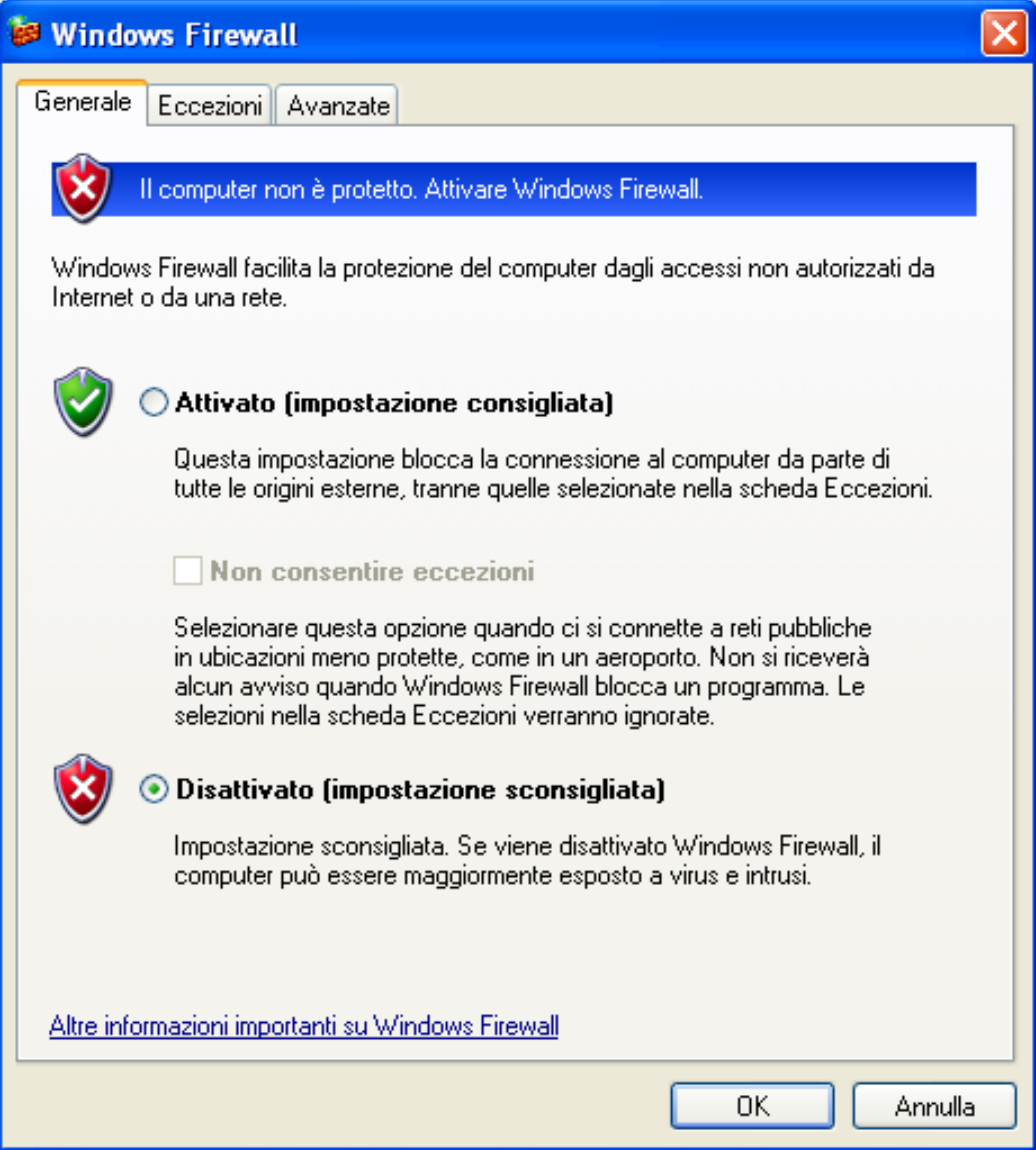 Windows Firewall
Generale
Eccezioni
Avanzate
Il computer non è protetto. Attivare Windows Firewall.
Windows Firewall facilita la protezione del computer dagli accessi non autorizzati da
Internet o da una rete.
Attivato (impostazione consigliata)
Questa impostazione blocca la connessione al computer da parte di
tutte le origini esterne, tranne quelle selezionate nella scheda Eccezioni.
Non consentire eccezioni
Selezionare questa opzione quando ci si connette a reti pubbliche
in ubicazioni meno protette, come in un aeroporto. Non si riceverà
alcun avviso quando Windows Firewall blocca un programma. Le
selezioni nella scheda Eccezioni verranno ignorate.
Disattivato (impostazione sconsigliata)
Impostazione sconsigliata. Se viene disattivato Windows Firewall, il
computer può essere maggiormente esposto a virus e intrusi.
Altre informazioni importanti su Windows Firewall
OK
Annulla